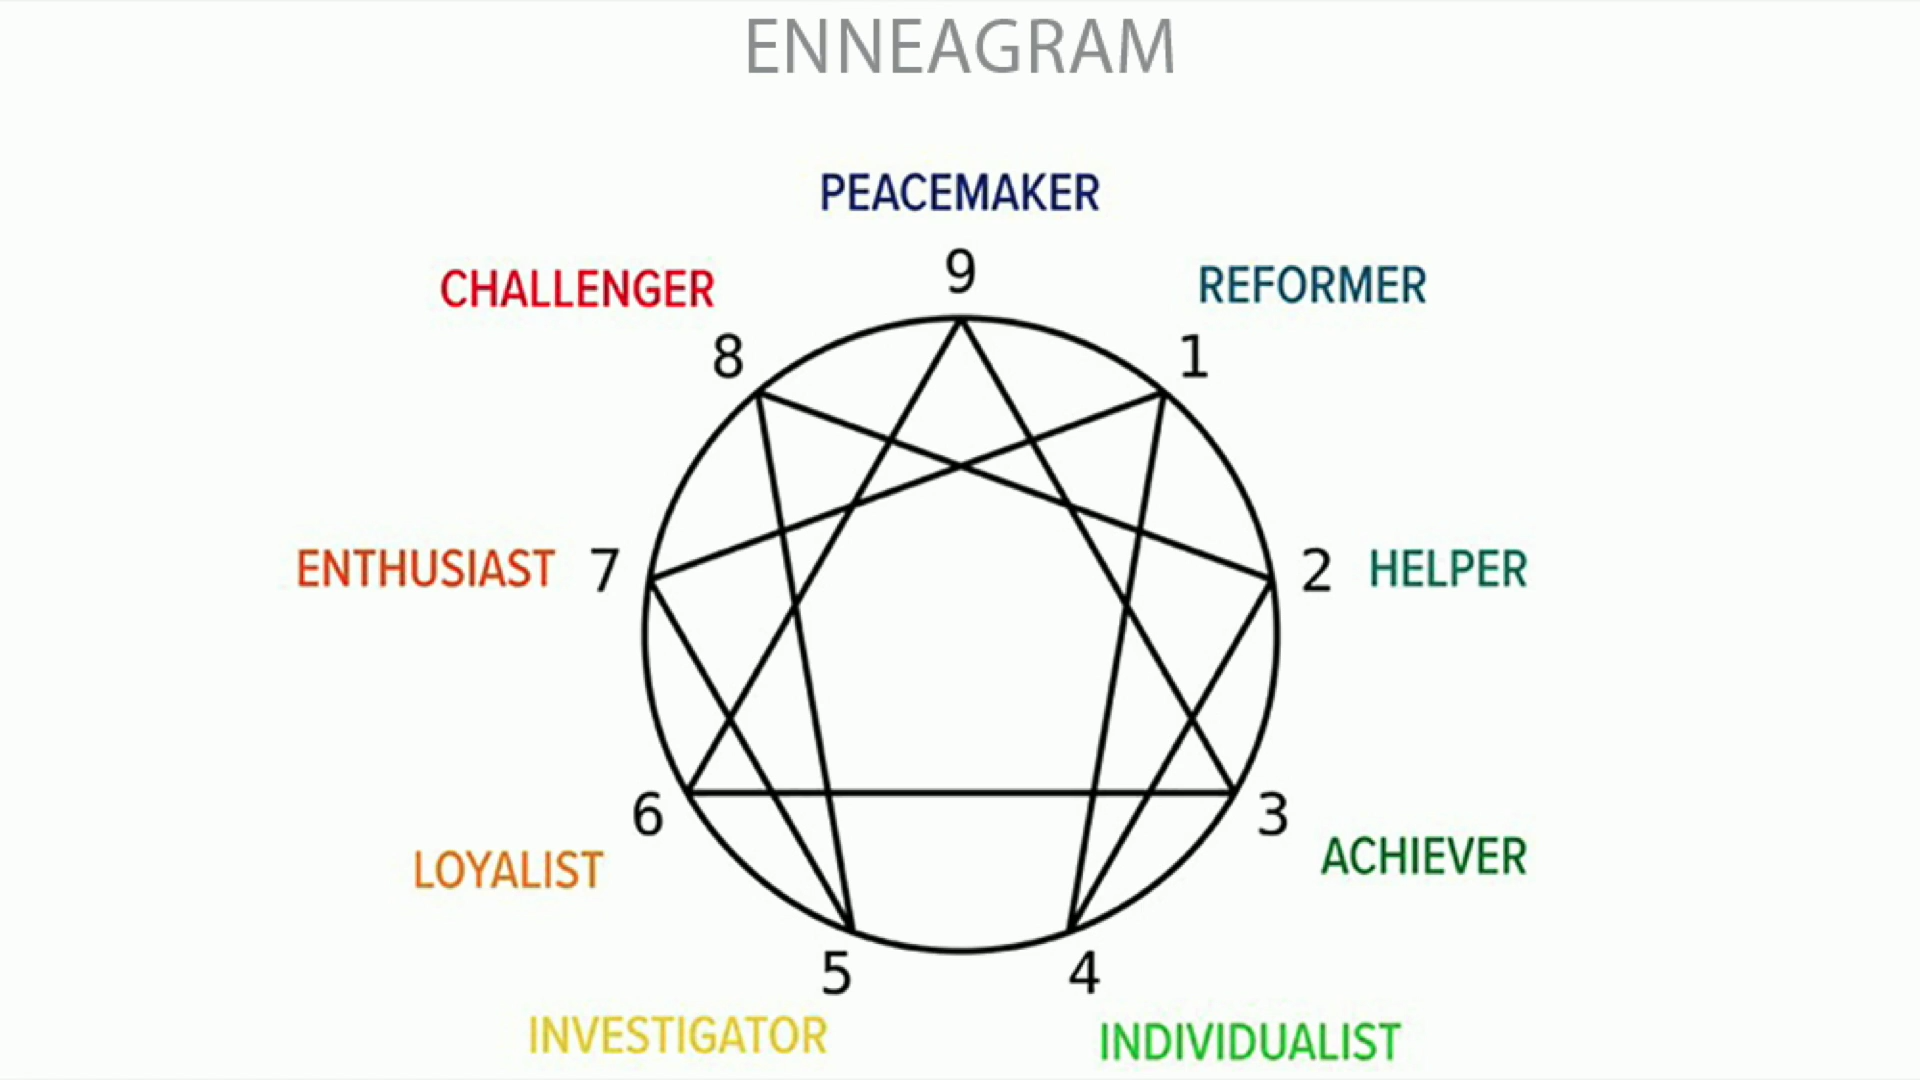 ENNEAGRAM
PEACEMAKER
9
CHALLENGER
REFORMER
8
1
ENTHUSIAST 7
2 HELPER
6
3
LOYALIST
ACHIEVER
5
4
INVESTIGATOR
INDIVIDUALIST